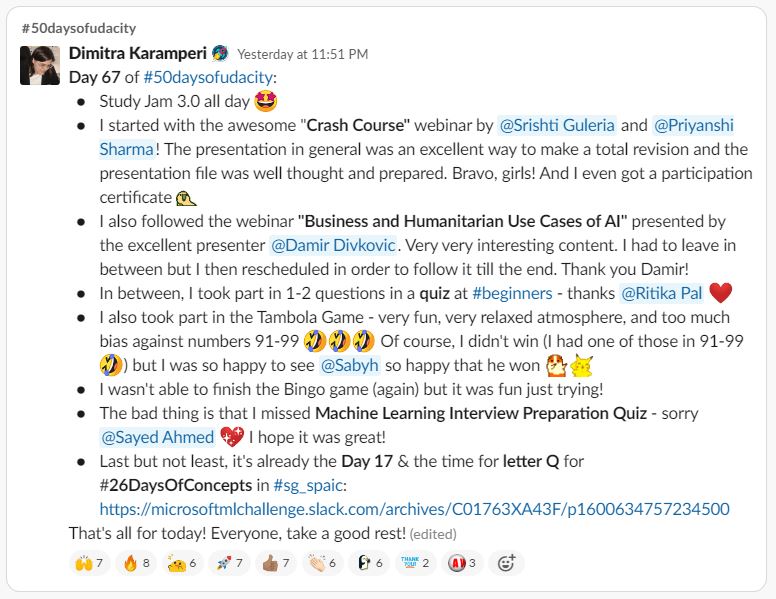 #50daysofudacity
Dimitra Karamperi Yesterday at 11:51 PM
Day 67 of #50daysofudacity:
• Study Jam 3.0 all day 🤩
• I started with the awesome "Crash Course" webinar by @Srishti Guleria and @Priyanshi
Sharma! The presentation in general was an excellent way to make a total revision and the
presentation file was well thought and prepared. Bravo, girls! And I even got a participation
certificate
• I also followed the webinar "Business and Humanitarian Use Cases of AI" presented by
the excellent presenter @Damir Divkovic. Very very interesting content. I had to leave in
between but I then rescheduled in order to follow it till the end. Thank you Damir!
• In between, I took part in 1-2 questions in a quiz at #beginners - thanks @Ritika Pal ❤️
• I also took part in the Tambola Game - very fun, very relaxed atmosphere, and too much
bias against numbers 91-99 🤣🤣🤣 Of course, I didn't win (I had one of those in 91-99
🤣) but I was so happy to see @Sabyh so happy that he won
• I wasn't able to finish the Bingo game (again) but it was fun just trying!
• The bad thing is that I missed Machine Learning Interview Preparation Quiz - sorry
@Sayed Ahmed 💖 I hope it was great!
• Last but not least, it's already the Day 17 & the time for letter Q for
#26DaysOfConcepts in #sg_spaic:
https://microsoftmlchallenge.slack.com/archives/C01763XA43F/p1600634757234500
That's all for today! Everyone, take a good rest! (edited)
🙌 7 🔥 8 6 🚀 7 👍🏾 7 👏🏻 6 6 THANK YOU! 2 3